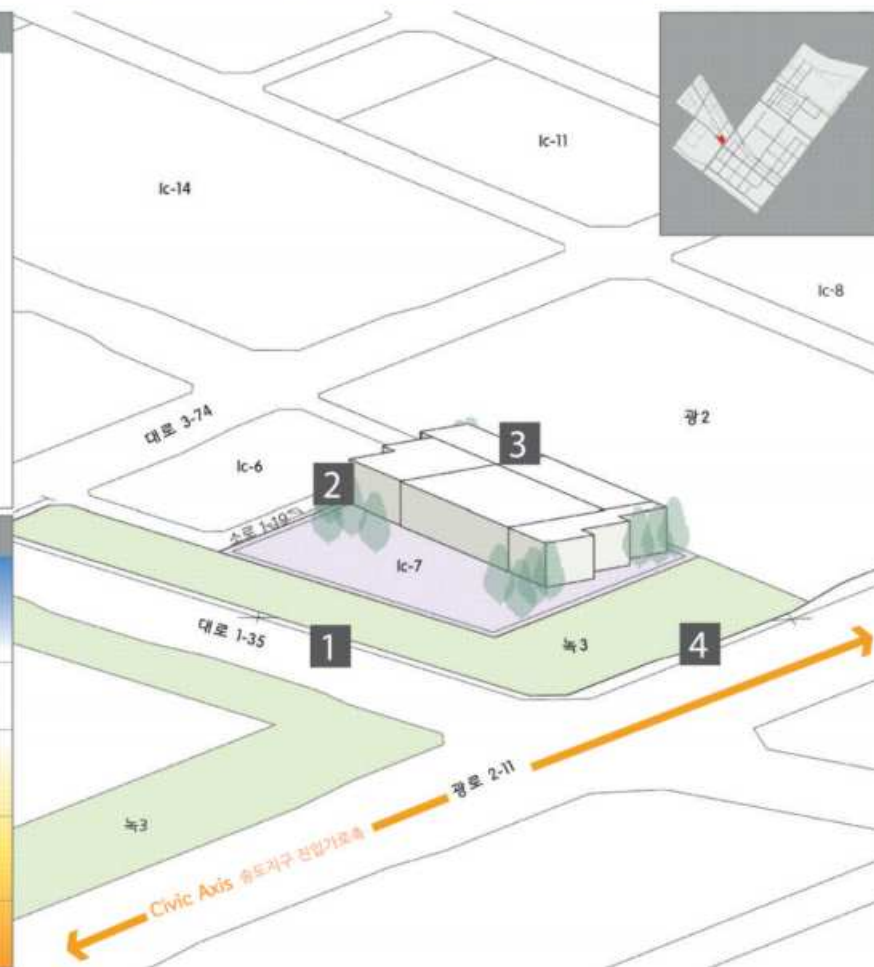 Ic-11
Ic-14
Ic-8
대로 3-74
광2
3
Ic-6
2
소로 1-19
Ic-7
대로 1-35
1
녹3
4
광로 2-11
녹3
Civic Axis 송도지구 진입가로축